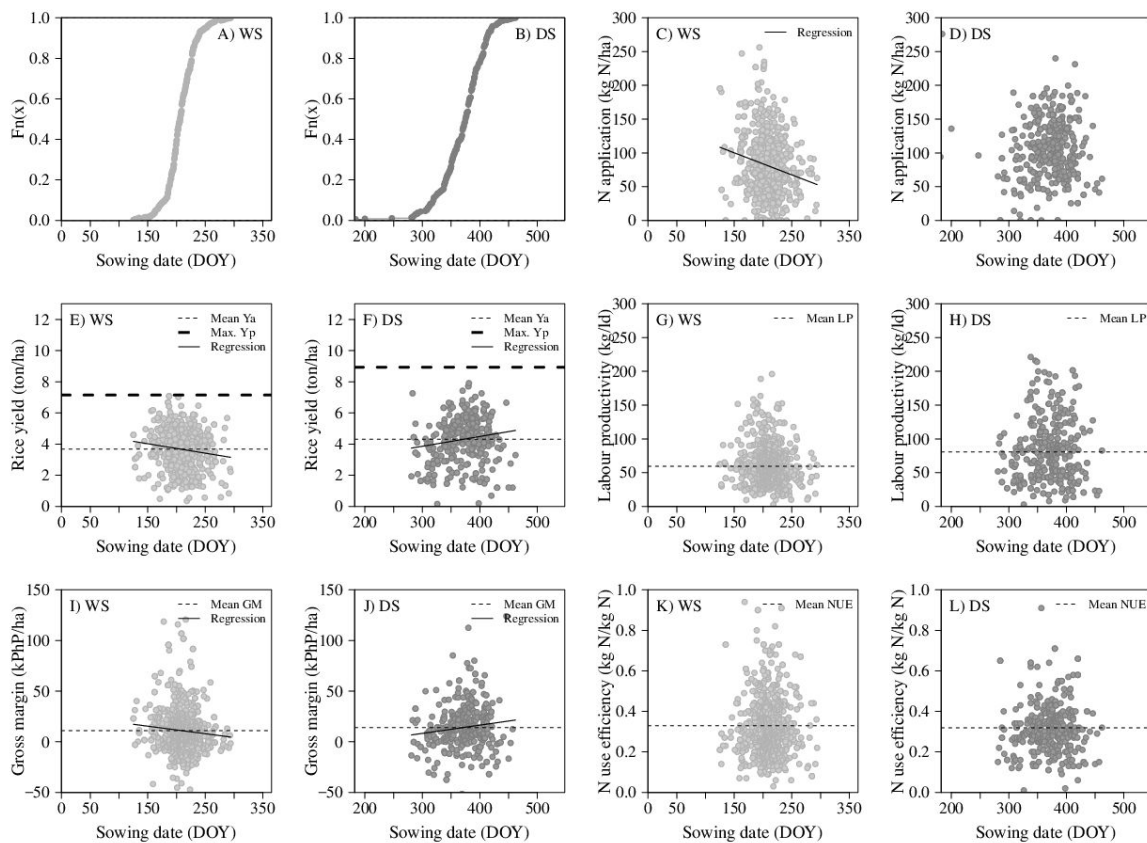 A) WS
Fn(x)
1.0
0.8
0.6
0.4
0.2
0.0
0 50 150 250 350
Sowing date (DOY)
B) DS
Fn(x)
1.0
0.8
0.6
0.4
0.2
0.0
200 300 400 500
Sowing date (DOY)
C) WS
Regression
N application (kg N/ha)
300
250
200
150
100
50
0
0 50 150 250 350
Sowing date (DOY)
D) DS
N application (kg N/ha)
300
250
200
150
100
50
0
200 300 400 500
Sowing date (DOY)
E) WS
Mean Ya
Max. Yp
Regression
Rice yield (ton/ha)
12
10
8
6
4
2
0
0 50 150 250 350
Sowing date (DOY)
F) DS
Mean Ya
Max. Yp
Regression
Rice yield (ton/ha)
12
10
8
6
4
2
0
200 300 400 500
Sowing date (DOY)
G) WS
Mean LP
Labour productivity (kg/ld)
300
250
200
150
100
50
0
0 50 150 250 350
Sowing date (DOY)
H) DS
Mean LP
Labour productivity (kg/ld)
300
250
200
150
100
50
0
200 300 400 500
Sowing date (DOY)
I) WS
Mean GM
Regression
Gross margin (kPhP/ha)
150
100
50
0
−50
0 50 150 250 350
Sowing date (DOY)
J) DS
Mean GM
Regression
Gross margin (kPhP/ha)
150
100
50
0
−50
200 300 400 500
Sowing date (DOY)
K) WS
Mean NUE
N use efficiency (kg N/kg N)
1.0
0.8
0.6
0.4
0.2
0.0
0 50 150 250 350
Sowing date (DOY)
L) DS
Mean NUE
N use efficiency (kg N/kg N)
1.0
0.8
0.6
0.4
0.2
0.0
200 300 400 500
Sowing date (DOY)